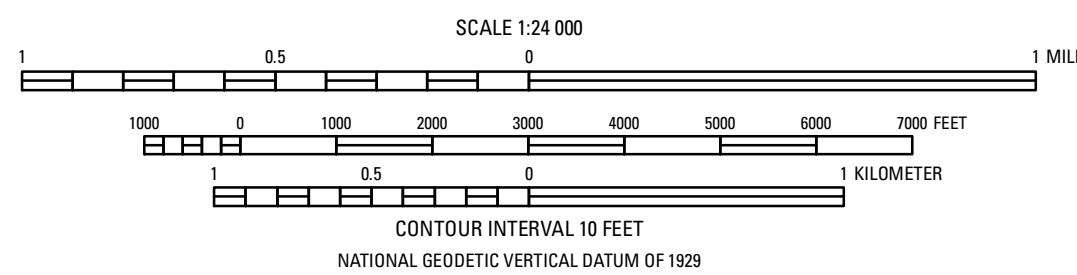 SCALE 1:24 000
1 0.5 0 1 MIL
1000 0 1000 2000 3000 4000 5000 6000 7000 FEET
1 0.5 0 1 KILOMETER
CONTOUR INTERVAL 10 FEET
NATIONAL GEODETIC VERTICAL DATUM OF 1929